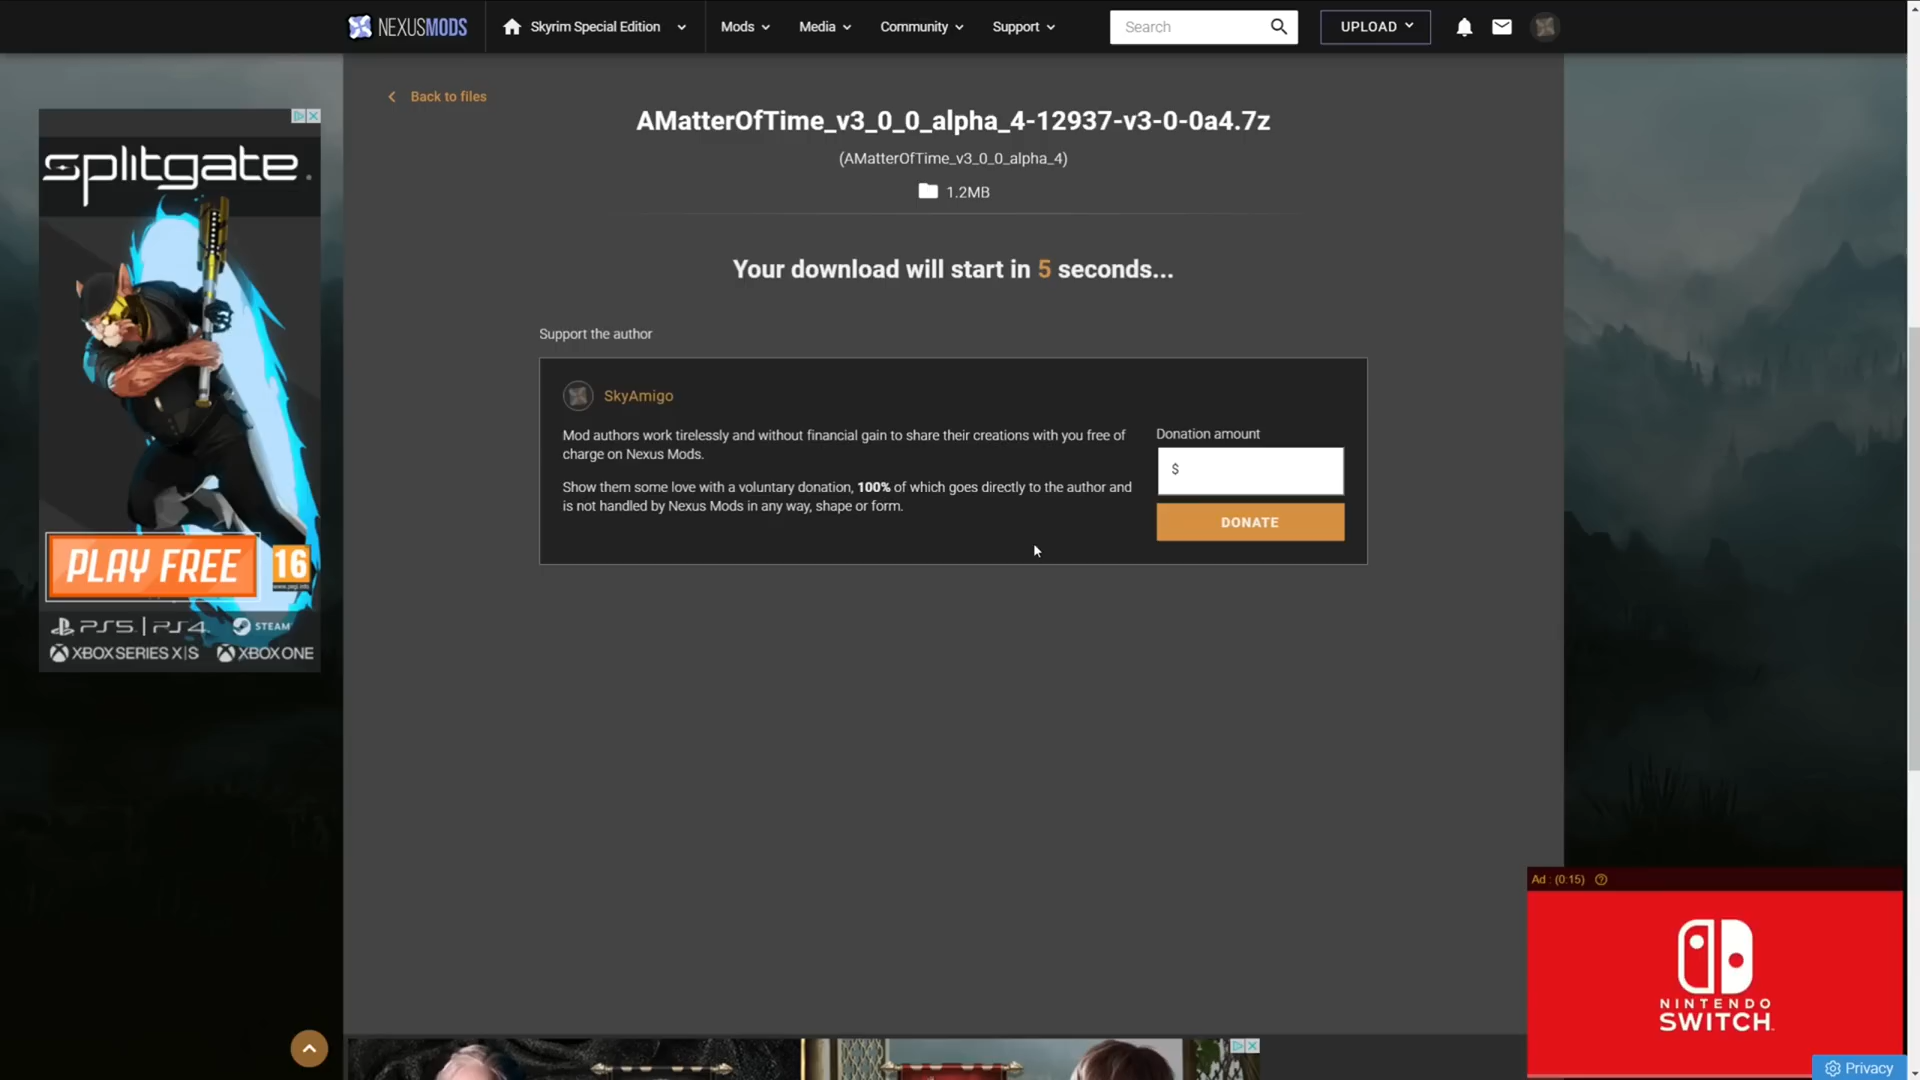 NEXUSMODS
Skyrim Special Edition
Mods
Media
Community
Support
Search
UPLOAD
Back to files
AMatterOfTime_v3_0_0_alpha_4-12937-v3-0-0a4.7z
(AMatterOfTime_v3_0_0_alpha_4)
1.2MB
Your download will start in 5 seconds...
Support the author
SkyAmigo
Mod authors work tirelessly and without financial gain to share their creations with you free of
charge on Nexus Mods.
Show them some love with a voluntary donation, 100% of which goes directly to the author and
is not handled by Nexus Mods in any way, shape or form.
Donation amount
$
DONATE
splitgate
PLAY FREE
16
www.pegi.info
PS5 | PS4 STEAM
XBOX SERIES X|S XBOX ONE
Ad : (0:15)
NINTENDO
SWITCH
Privacy